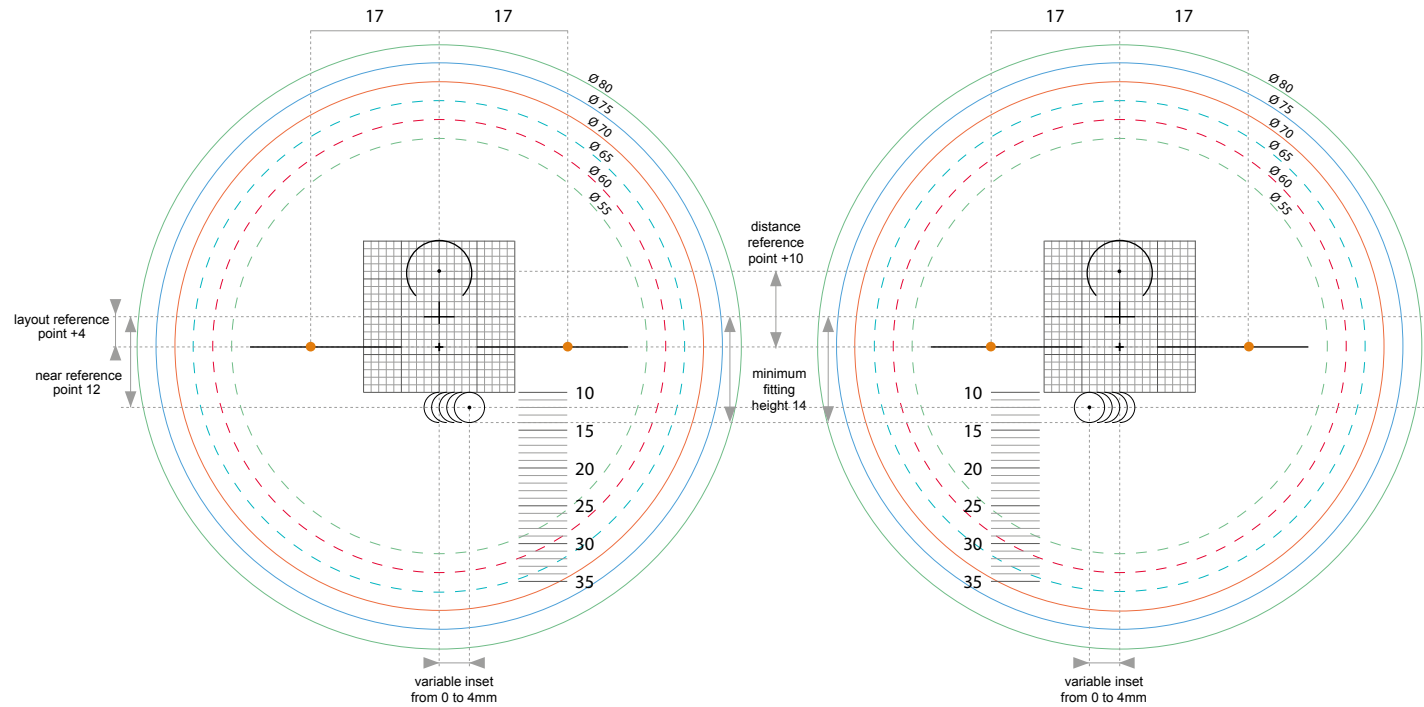 17 17
17 17
Ø 80
Ø 75
Ø 70
Ø 65
Ø 60
Ø 55
Ø 80
Ø 75
Ø 70
Ø 65
Ø 60
Ø 55
distance
reference
point +10
layout reference
point +4
near reference
point 12
minimum
fitting
height 14
10
15
20
25
30
35
10
15
20
25
30
35
variable inset
from 0 to 4mm
variable inset
from 0 to 4mm